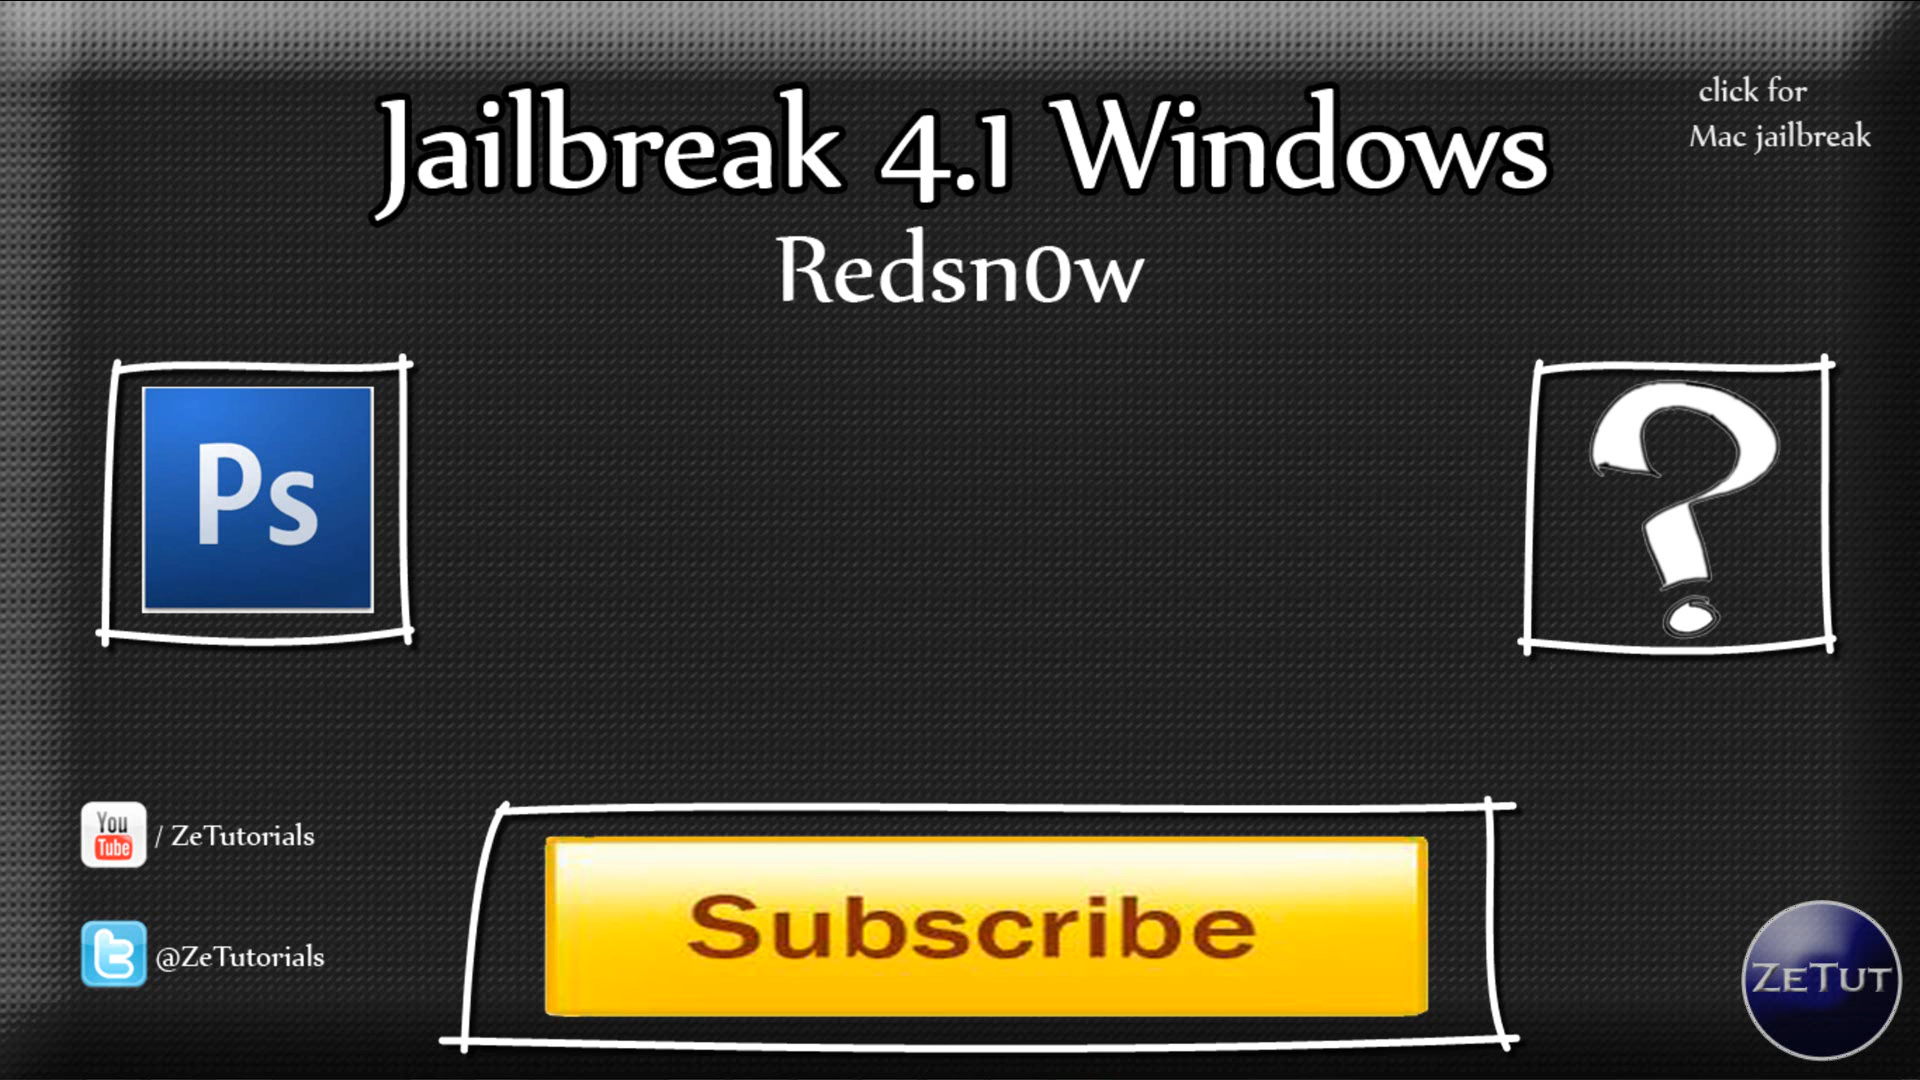 Jailbreak 4.1 Windows
Redsn0w
click for
Mac jailbreak
Ps
?
You
Tube / ZeTutorials
@ZeTutorials
Subscribe
ZeTut